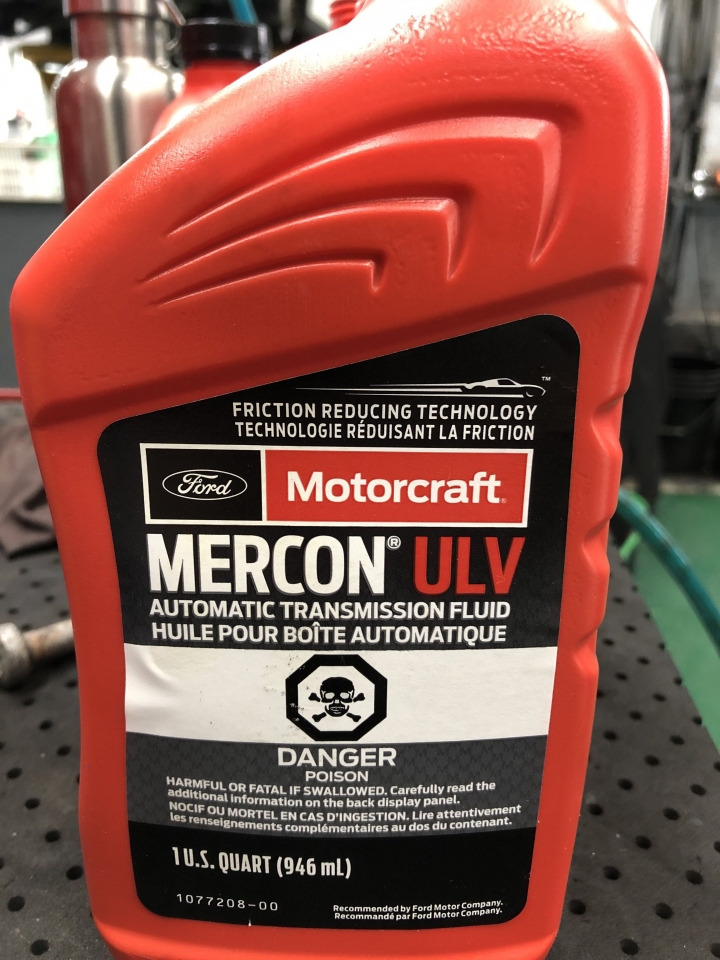 ™
FRICTION REDUCING TECHNOLOGY
TECHNOLOGIE RÉDUISANT LA FRICTION
Ford Motorcraft®
MERCON® ULV
AUTOMATIC TRANSMISSION FLUID
HUILE POUR BOÎTE AUTOMATIQUE
DANGER
POISON
HARMFUL OR FATAL IF SWALLOWED. Carefully read the
additional information on the back display panel.
NOCIF OU MORTEL EN CAS D'INGESTION. Lire attentivement
les renseignements complémentaires au dos du contenant.
1 U.S. QUART (946 mL)
1077208-00
Recommended by Ford Motor Company.
Recommandé par Ford Motor Company.